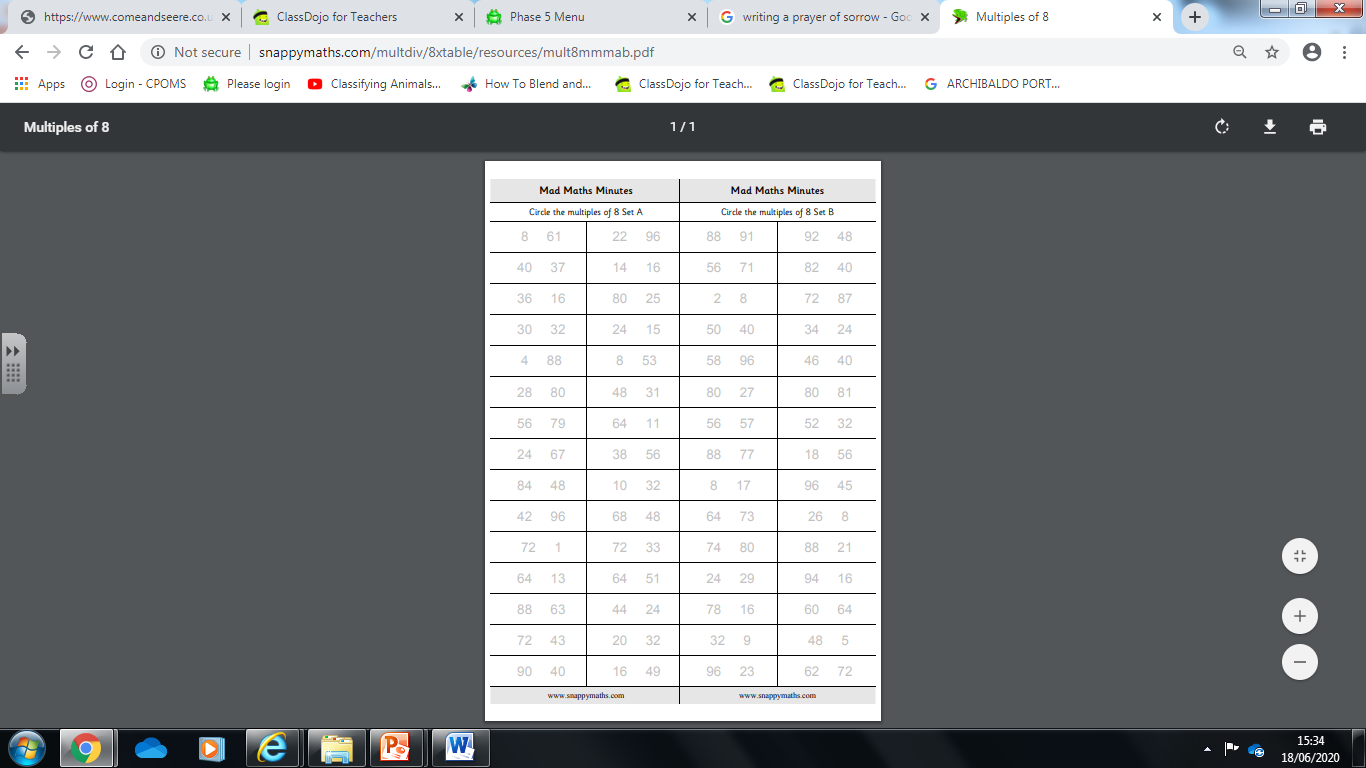 https://www.comeandseere.co.u
ClassDojo for Teachers
Phase 5 Menu
writing a prayer of sorrow - Goo
Multiples of 8
Not secure | snappymaths.com/multdiv/8xtable/resources/mult8mmmab.pdf
Apps Login - CPOMS Please login Classifying Animals... How To Blend and... ClassDojo for Teach... ClassDojo for Teach... ARCHIBALDO PORT...
Multiples of 8 1 / 1
Mad Maths Minutes Mad Maths Minutes
Circle the multiples of 8 Set A Circle the multiples of 8 Set B
8 61 22 96 88 91 92 48
40 37 14 16 56 71 82 40
36 16 80 25 2 8 72 87
30 32 24 15 50 40 34 24
4 88 8 53 58 96 46 40
28 80 48 31 80 27 80 81
56 79 64 11 56 57 52 32
24 67 38 56 88 77 18 56
84 48 10 32 8 17 96 45
42 96 68 48 64 73 26 8
72 1 72 33 74 80 88 21
64 13 64 51 24 29 94 16
88 63 44 24 78 16 60 64
72 43 20 32 32 9 48 5
90 40 16 49 96 23 62 72
www.snappymaths.com www.snappymaths.com
15:34
18/06/2020